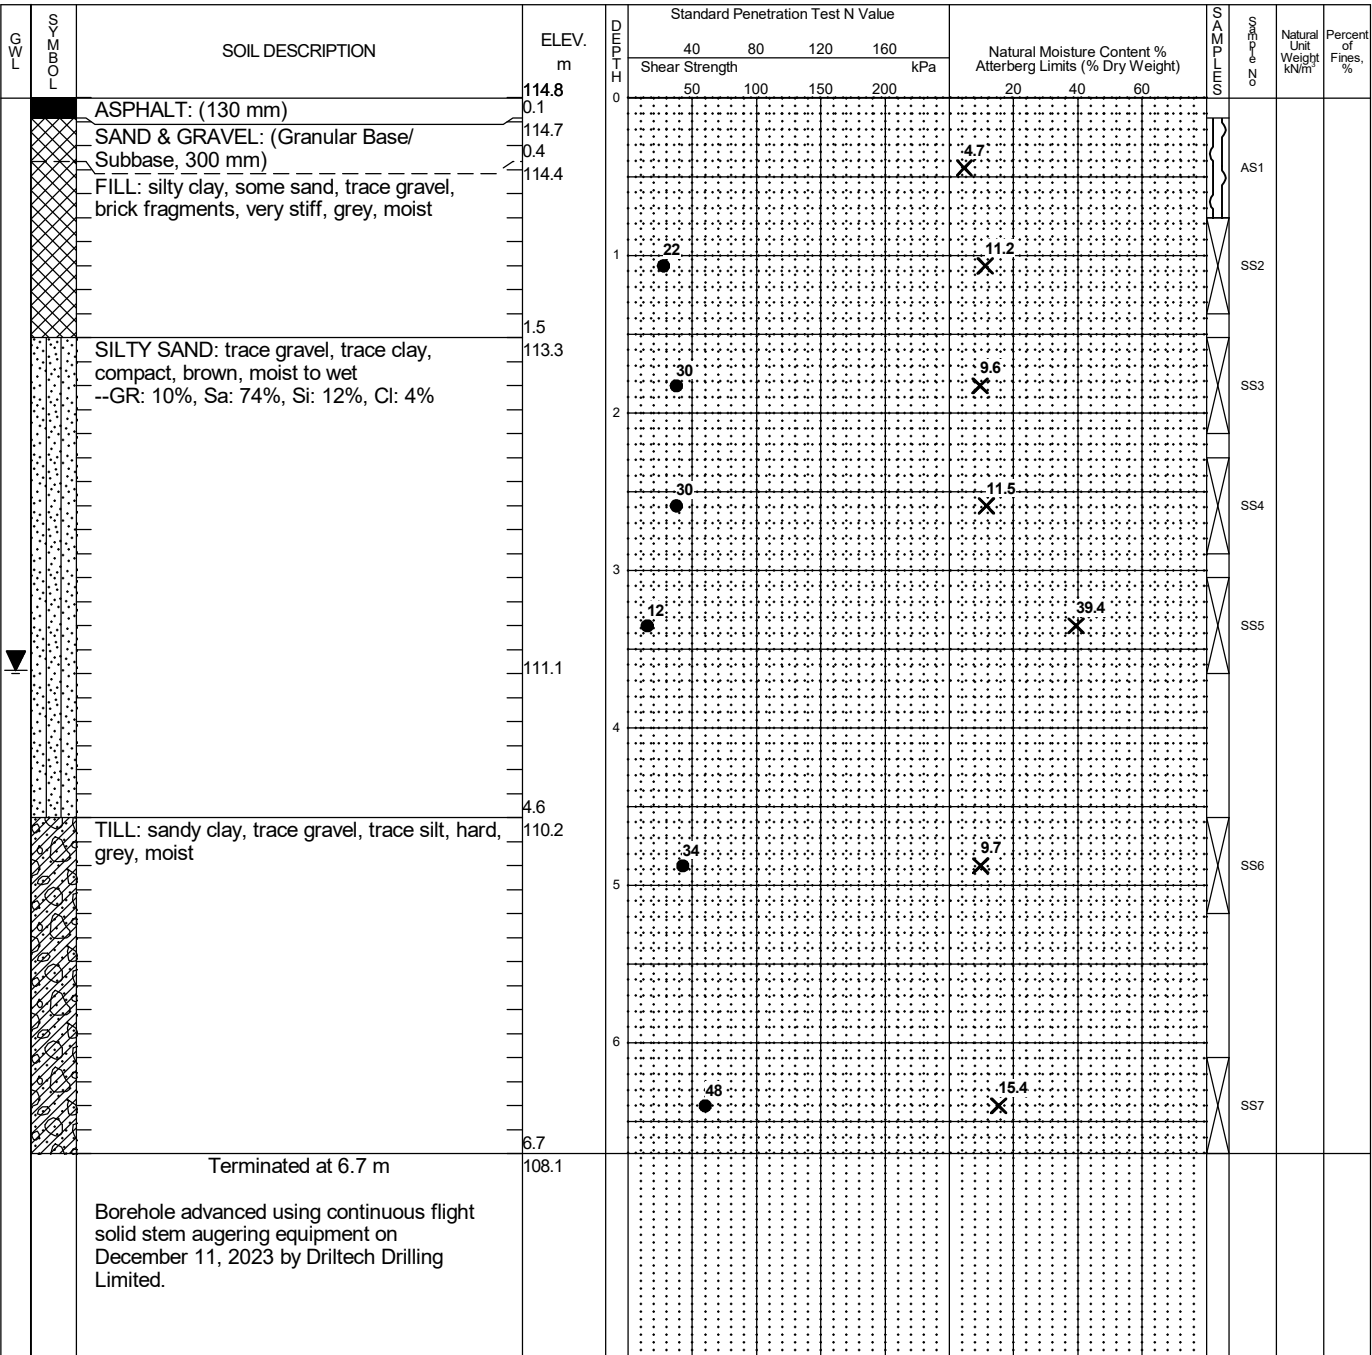 GWL
SYMBOL
SOIL DESCRIPTION
ELEV.
m
DEPTH
Standard Penetration Test N Value
40 80 120 160
Shear Strength kPa
50 100 150 200
Natural Moisture Content %
Atterberg Limits (% Dry Weight)
20 40 60
SAMPLES
Sample No
Natural
Unit
Weight
kN/m³
Percent
of
Fines,
%
114.8
0
ASPHALT: (130 mm)
0.1
114.7
SAND & GRAVEL: (Granular Base/
Subbase, 300 mm)
0.4
114.4
4.7
AS1
FILL: silty clay, some sand, trace gravel,
brick fragments, very stiff, grey, moist
1
22
11.2
SS2
1.5
SILTY SAND: trace gravel, trace clay,
compact, brown, moist to wet
--GR: 10%, Sa: 74%, Si: 12%, Cl: 4%
113.3
30
9.6
SS3
2
30
11.5
SS4
3
12
39.4
SS5
111.1
4
4.6
TILL: sandy clay, trace gravel, trace silt, hard,
grey, moist
110.2
34
9.7
SS6
5
6
48
15.4
SS7
6.7
Terminated at 6.7 m
108.1
Borehole advanced using continuous flight
solid stem augering equipment on
December 11, 2023 by Driltech Drilling
Limited.